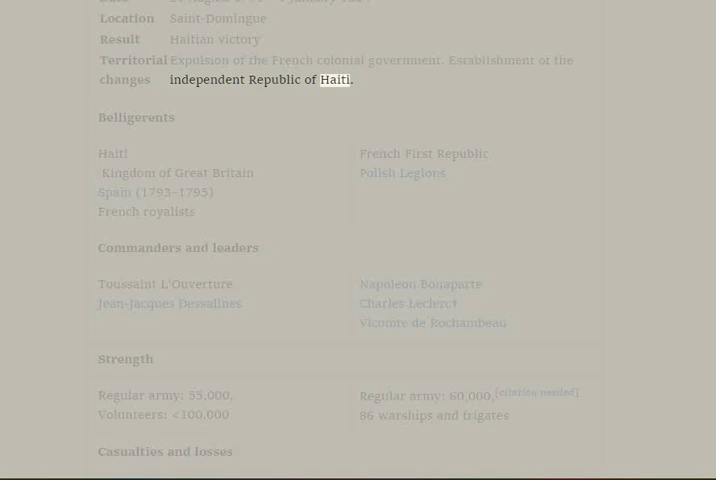 Location Saint-Domingue
Result Haitian victory
Territorial changes Expulsion of the French colonial government. Establishment of the
independent Republic of Haiti.
Belligerents
Haiti
Kingdom of Great Britain
Spain (1793–1795)
French royalists
French First Republic
Polish Legions
Commanders and leaders
Toussaint L'Ouverture
Jean-Jacques Dessalines
Napoleon Bonaparte
Charles Leclerc†
Vicomte de Rochambeau
Strength
Regular army: 55,000,
Volunteers: <100,000
Regular army: 60,000,[citation needed]
86 warships and frigates
Casualties and losses